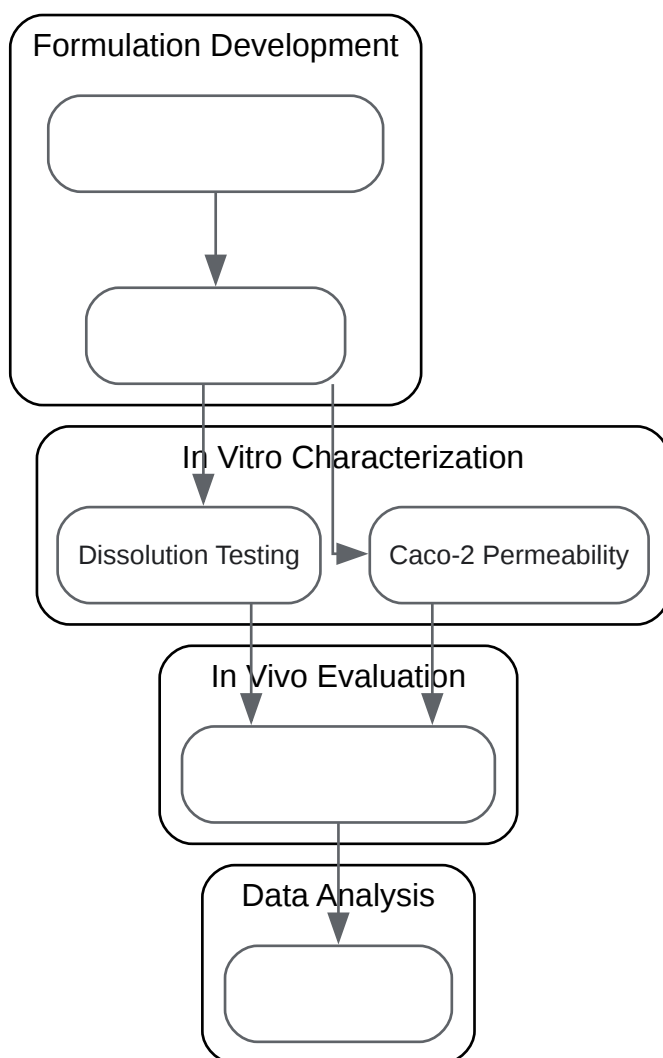 Formulation Development
In Vitro Characterization
Dissolution Testing
Caco-2 Permeability
In Vivo Evaluation
Data Analysis